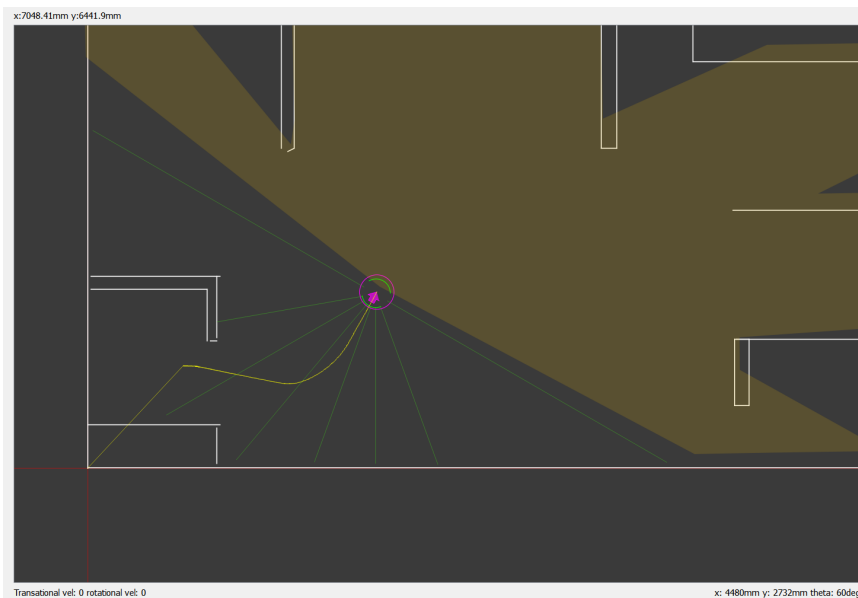 x:7048.41mm y:6441.9mm
Transational vel: 0 rotational vel: 0
x: 4480mm y: 2732mm theta: 60deg